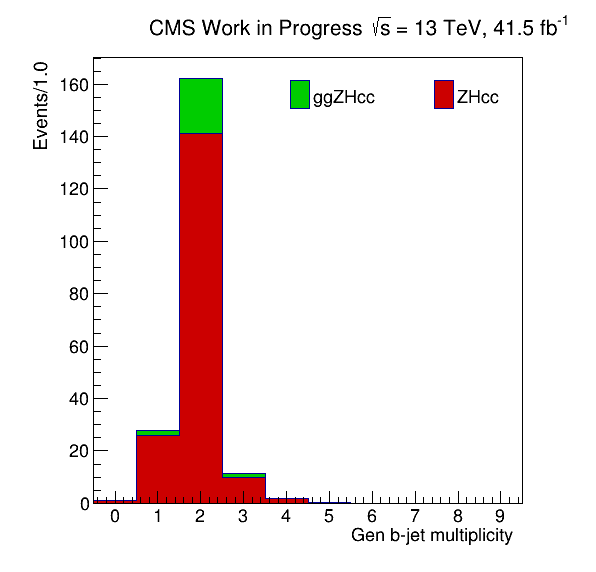 CMS Work in Progress √s = 13 TeV, 41.5 fb⁻¹
Events/1.0
ggZHcc ZHcc
160
140
120
100
80
60
40
20
0
0 1 2 3 4 5 6 7 8 9
Gen b-jet multiplicity